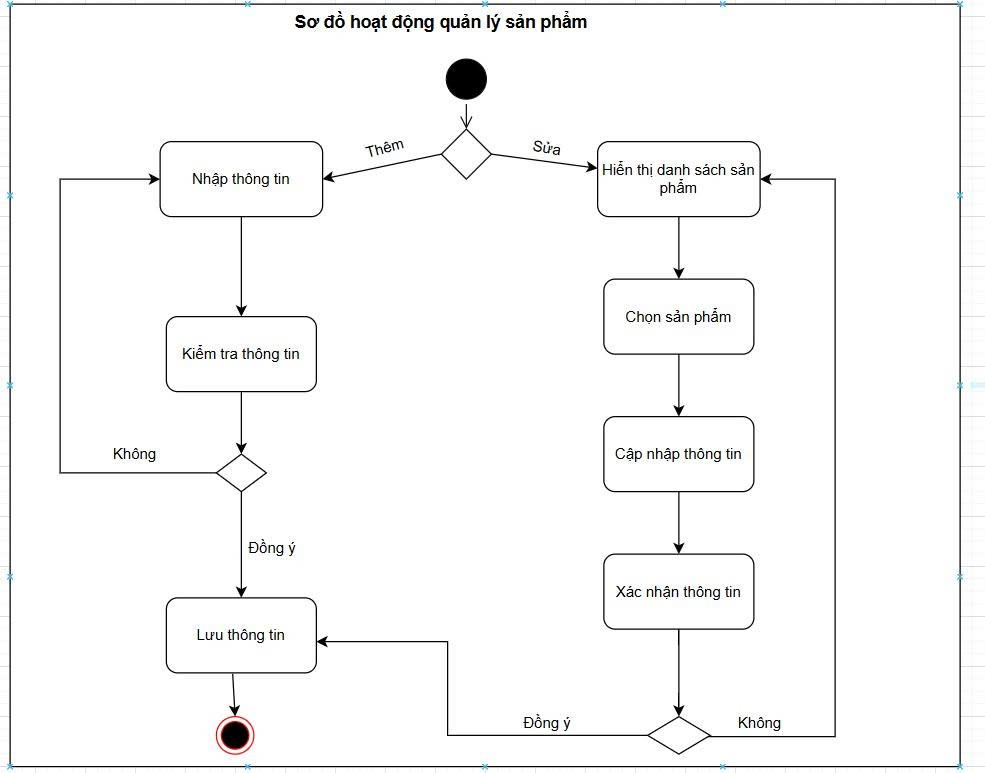 Sơ đồ hoạt động quản lý sản phẩm
Thêm
Sửa
Nhập thông tin
Hiển thị danh sách sản
phẩm
Chọn sản phẩm
Kiểm tra thông tin
Không
Cập nhập thông tin
Đồng ý
Xác nhận thông tin
Lưu thông tin
Đồng ý
Không